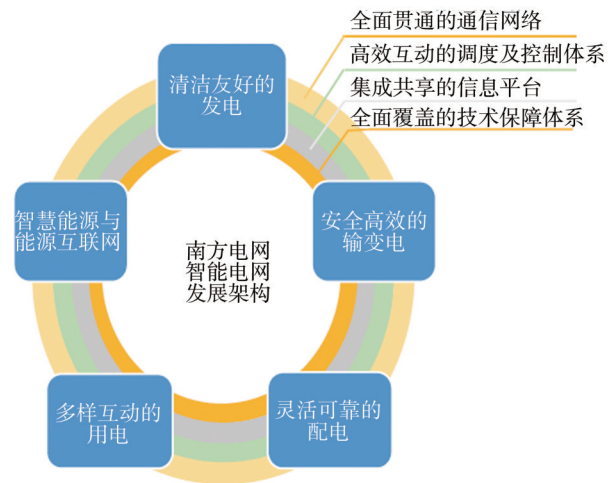 全面贯通的通信网络
高效互动的调度及控制体系
集成共享的信息平台
全面覆盖的技术保障体系
清洁友好的
发电
智慧能源与
能源互联网
安全高效的
输变电
南方电网
智能电网
发展架构
多样互动的
用电
灵活可靠的
配电